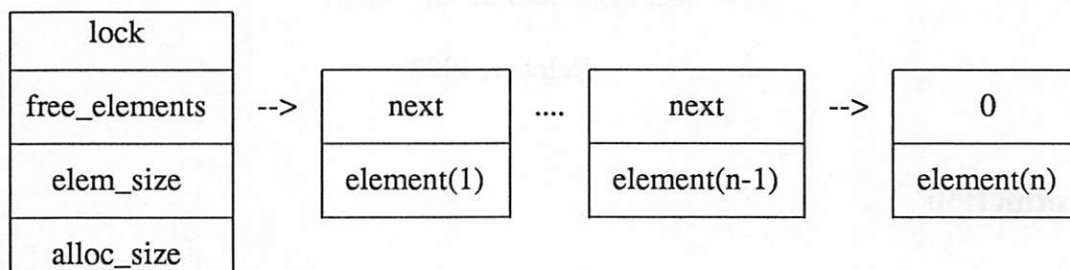 lock
free_elements --> next .... next --> 0
elem_size element(1) element(n-1) element(n)
alloc_size